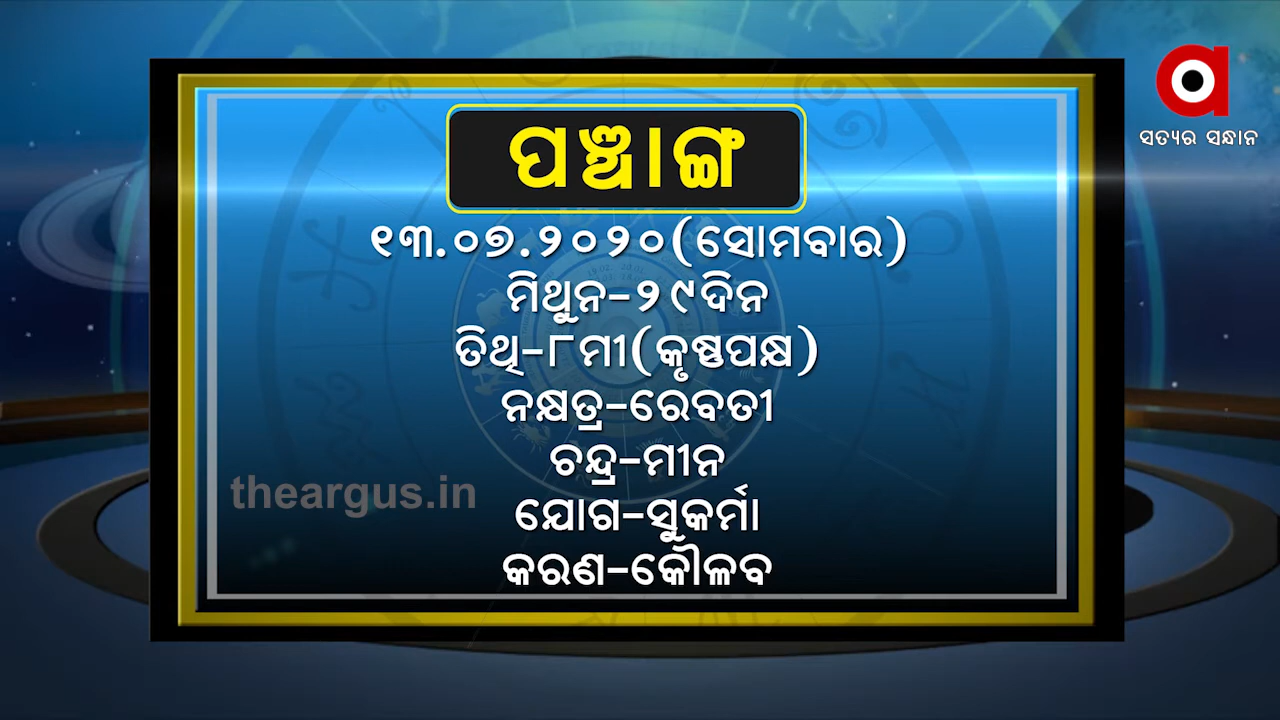 ସତ୍ୟର ସନ୍ଧାନ
ପଞ୍ଚାଙ୍ଗ
୧୩.୦୭.୨୦୨୦(ସୋମବାର)
ମିଥୁନ-୨୯ଦିନ
ତିଥି-୮ମୀ(କୃଷ୍ଣପକ୍ଷ)
ନକ୍ଷତ୍ର-ରେବତୀ
ଚନ୍ଦ୍ର-ମୀନ
theargus.in
ଯୋଗ-ସୁକର୍ମା
କରଣ-କୌଳବ